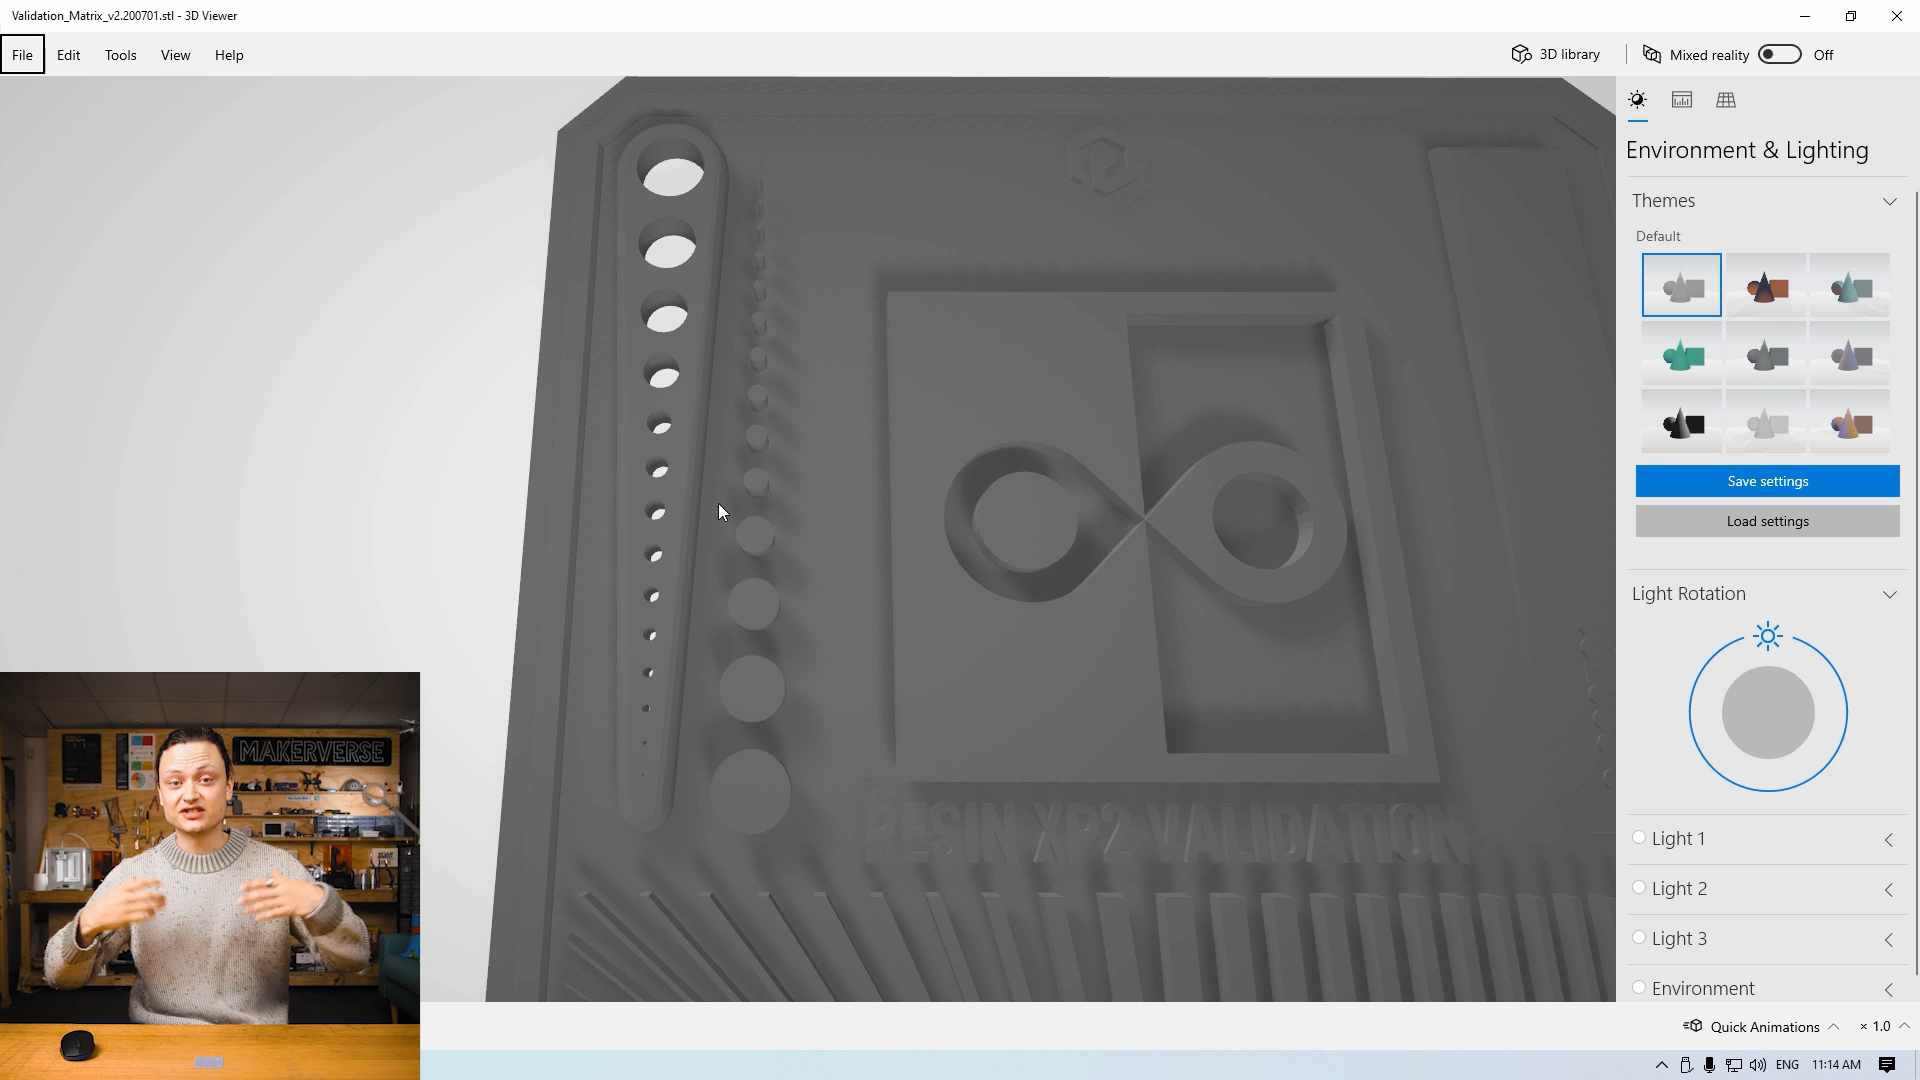 Validation_Matrix_v2.200701.stl - 3D Viewer
File Edit Tools View Help
3D library
Mixed reality Off
Environment & Lighting
Themes
Default
Save settings
Load settings
Light Rotation
Light 1
Light 2
Light 3
Environment
RESIN XP2 VALIDATION
MAKERVERSE
Quick Animations × 1.0
ENG 11:14 AM